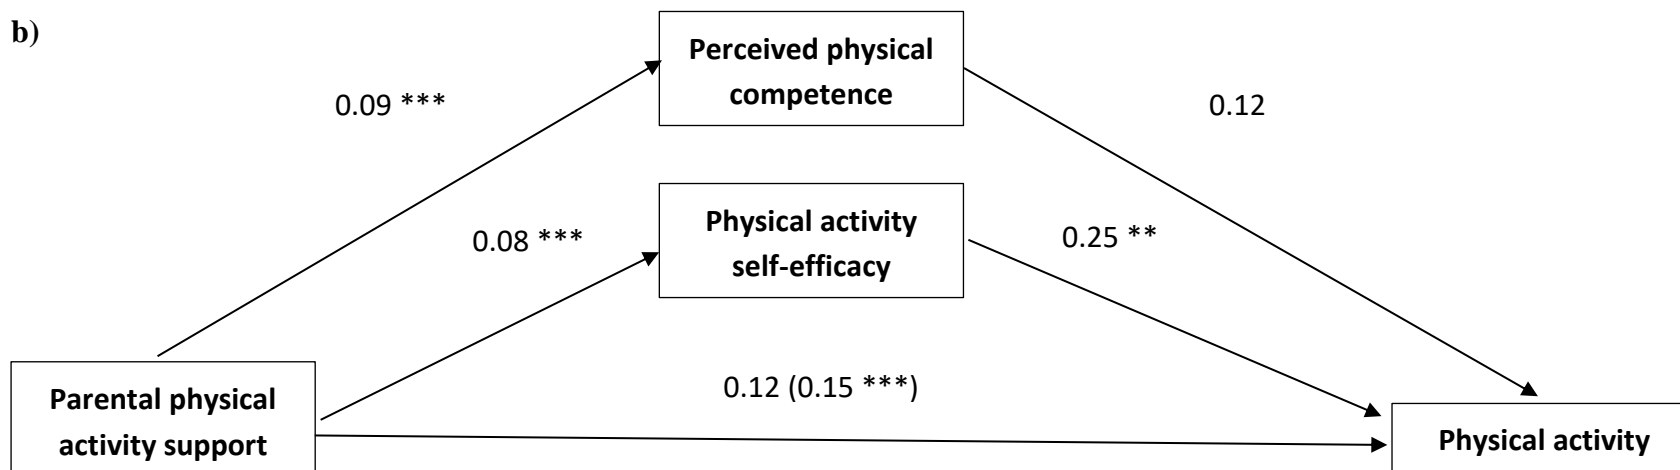 b)
Perceived physical
competence
0.09 ***
0.12
Physical activity
self-efficacy
0.08 ***
0.25 **
Parental physical
activity support
0.12 (0.15 ***)
Physical activity